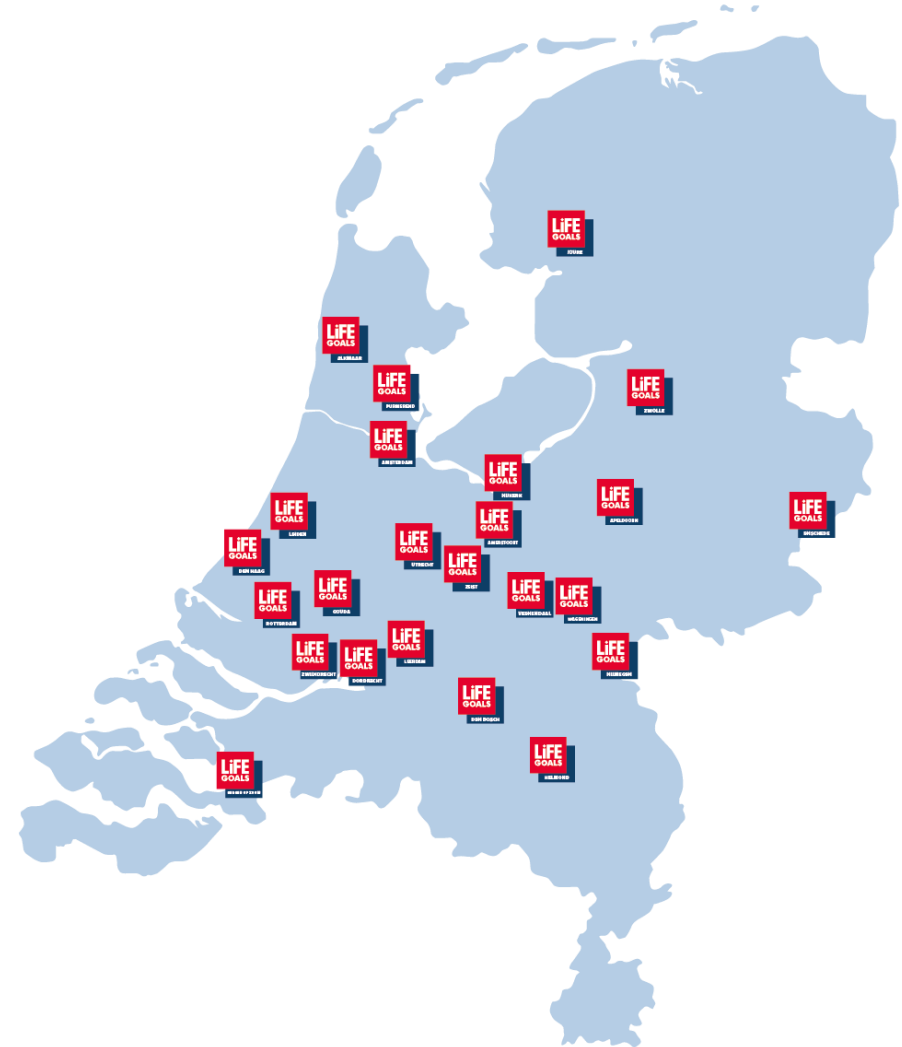 LiFE
GOALS
JOURE
LiFE
GOALS
ALKMAAR
LiFE
GOALS
PURMEREND
LiFE
GOALS
ZWOLLE
LiFE
GOALS
AMSTERDAM
LiFE
GOALS
LiFE
GOALS
APELDOORN
LiFE
GOALS
ENSCHEDE
LiFE
GOALS
LEIDEN
LiFE
GOALS
AMERSFOORT
LiFE
GOALS
DEN HAAG
LiFE
GOALS
UTRECHT
LiFE
GOALS
ZEIST
LiFE
GOALS
GOUDA
LiFE
GOALS
VEENENDAAL
LiFE
GOALS
WAGENINGEN
LiFE
GOALS
ROTTERDAM
LiFE
GOALS
LEERDAM
LiFE
GOALS
ZWIJNDRECHT
LiFE
GOALS
DORDRECHT
LiFE
GOALS
LiFE
GOALS
DEN BOSCH
LiFE
GOALS
HELMOND
LiFE
GOALS